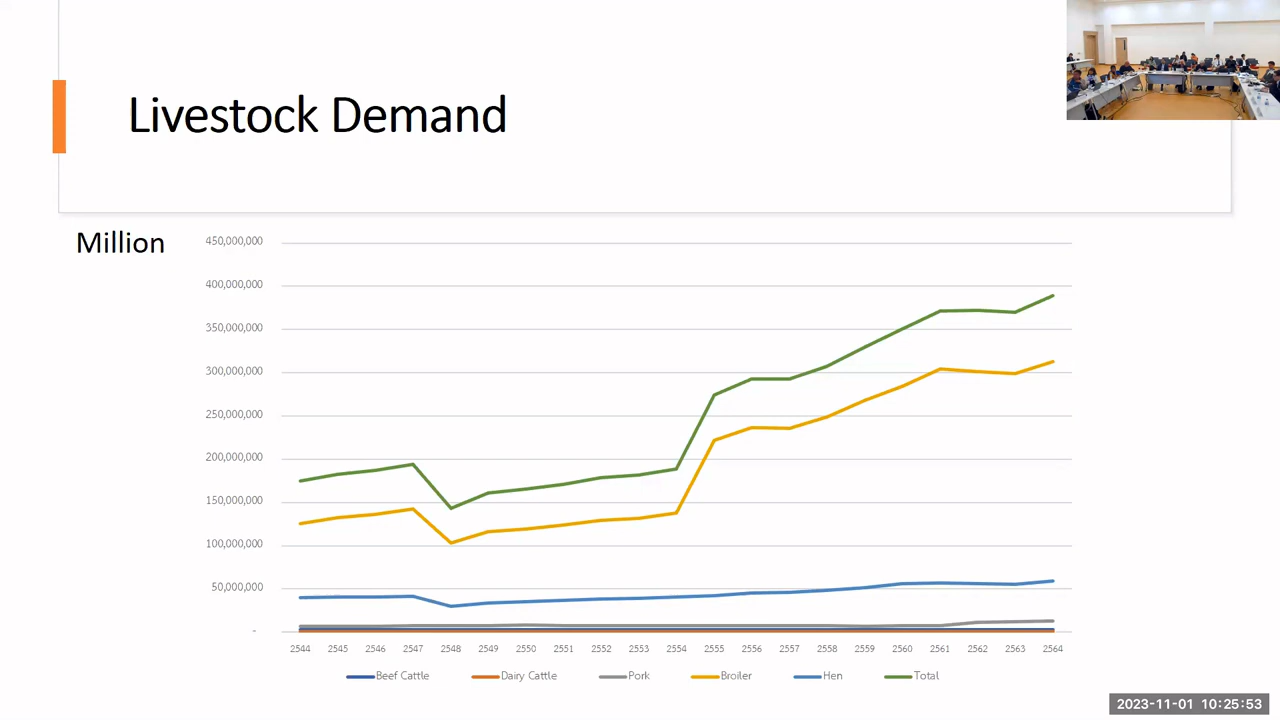 Livestock Demand
Million
450,000,000
400,000,000
350,000,000
300,000,000
250,000,000
200,000,000
150,000,000
100,000,000
50,000,000
-
2544 2545 2546 2547 2548 2549 2550 2551 2552 2553 2554 2555 2556 2557 2558 2559 2560 2561 2562 2563 2564
Beef Cattle Dairy Cattle Pork Broiler Hen Total
2023-11-01 10:25:53